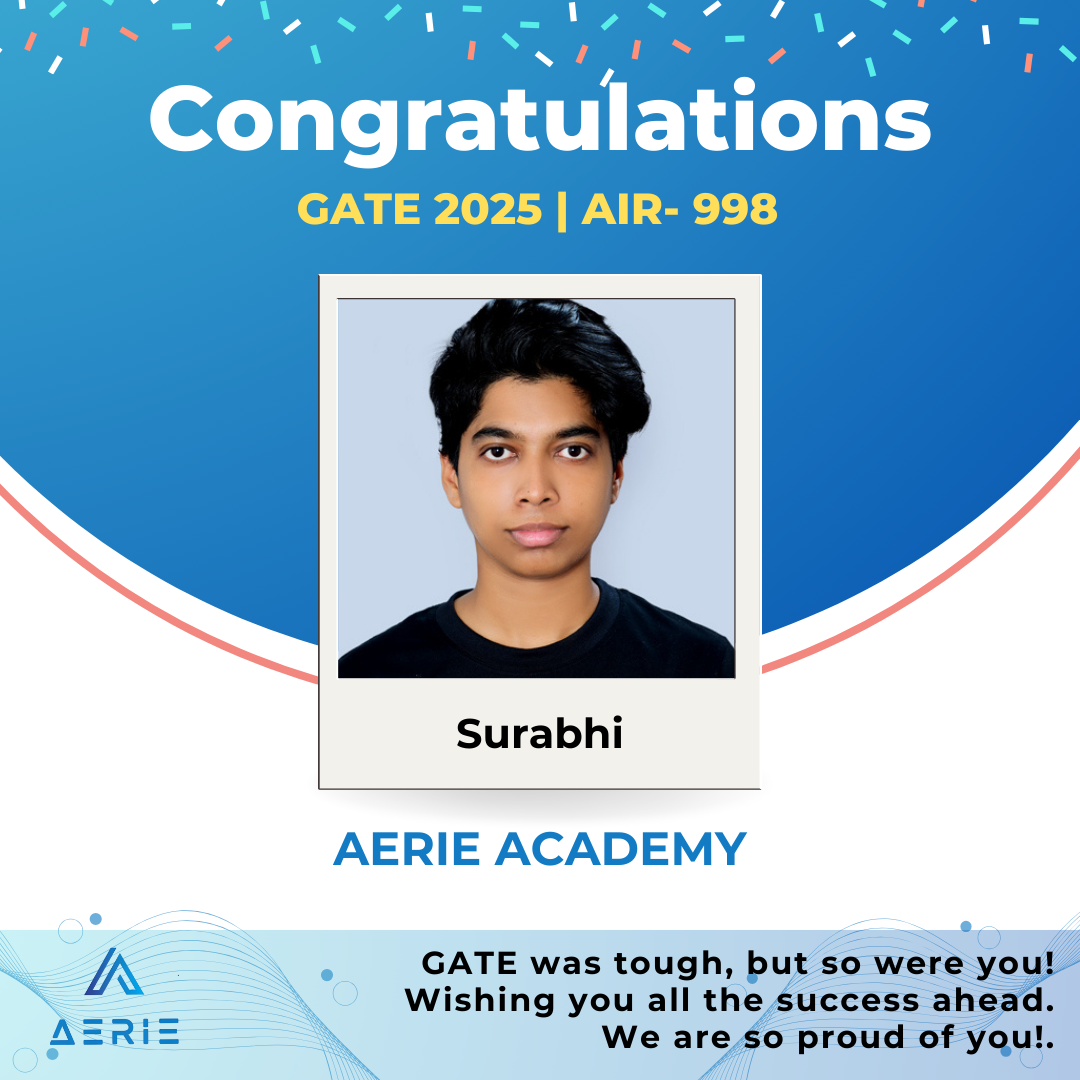 Congratulations
GATE 2025 | AIR- 998
Surabhi
AERIE ACADEMY
GATE was tough, but so were you!
Wishing you all the success ahead.
We are so proud of you!.
AERiE